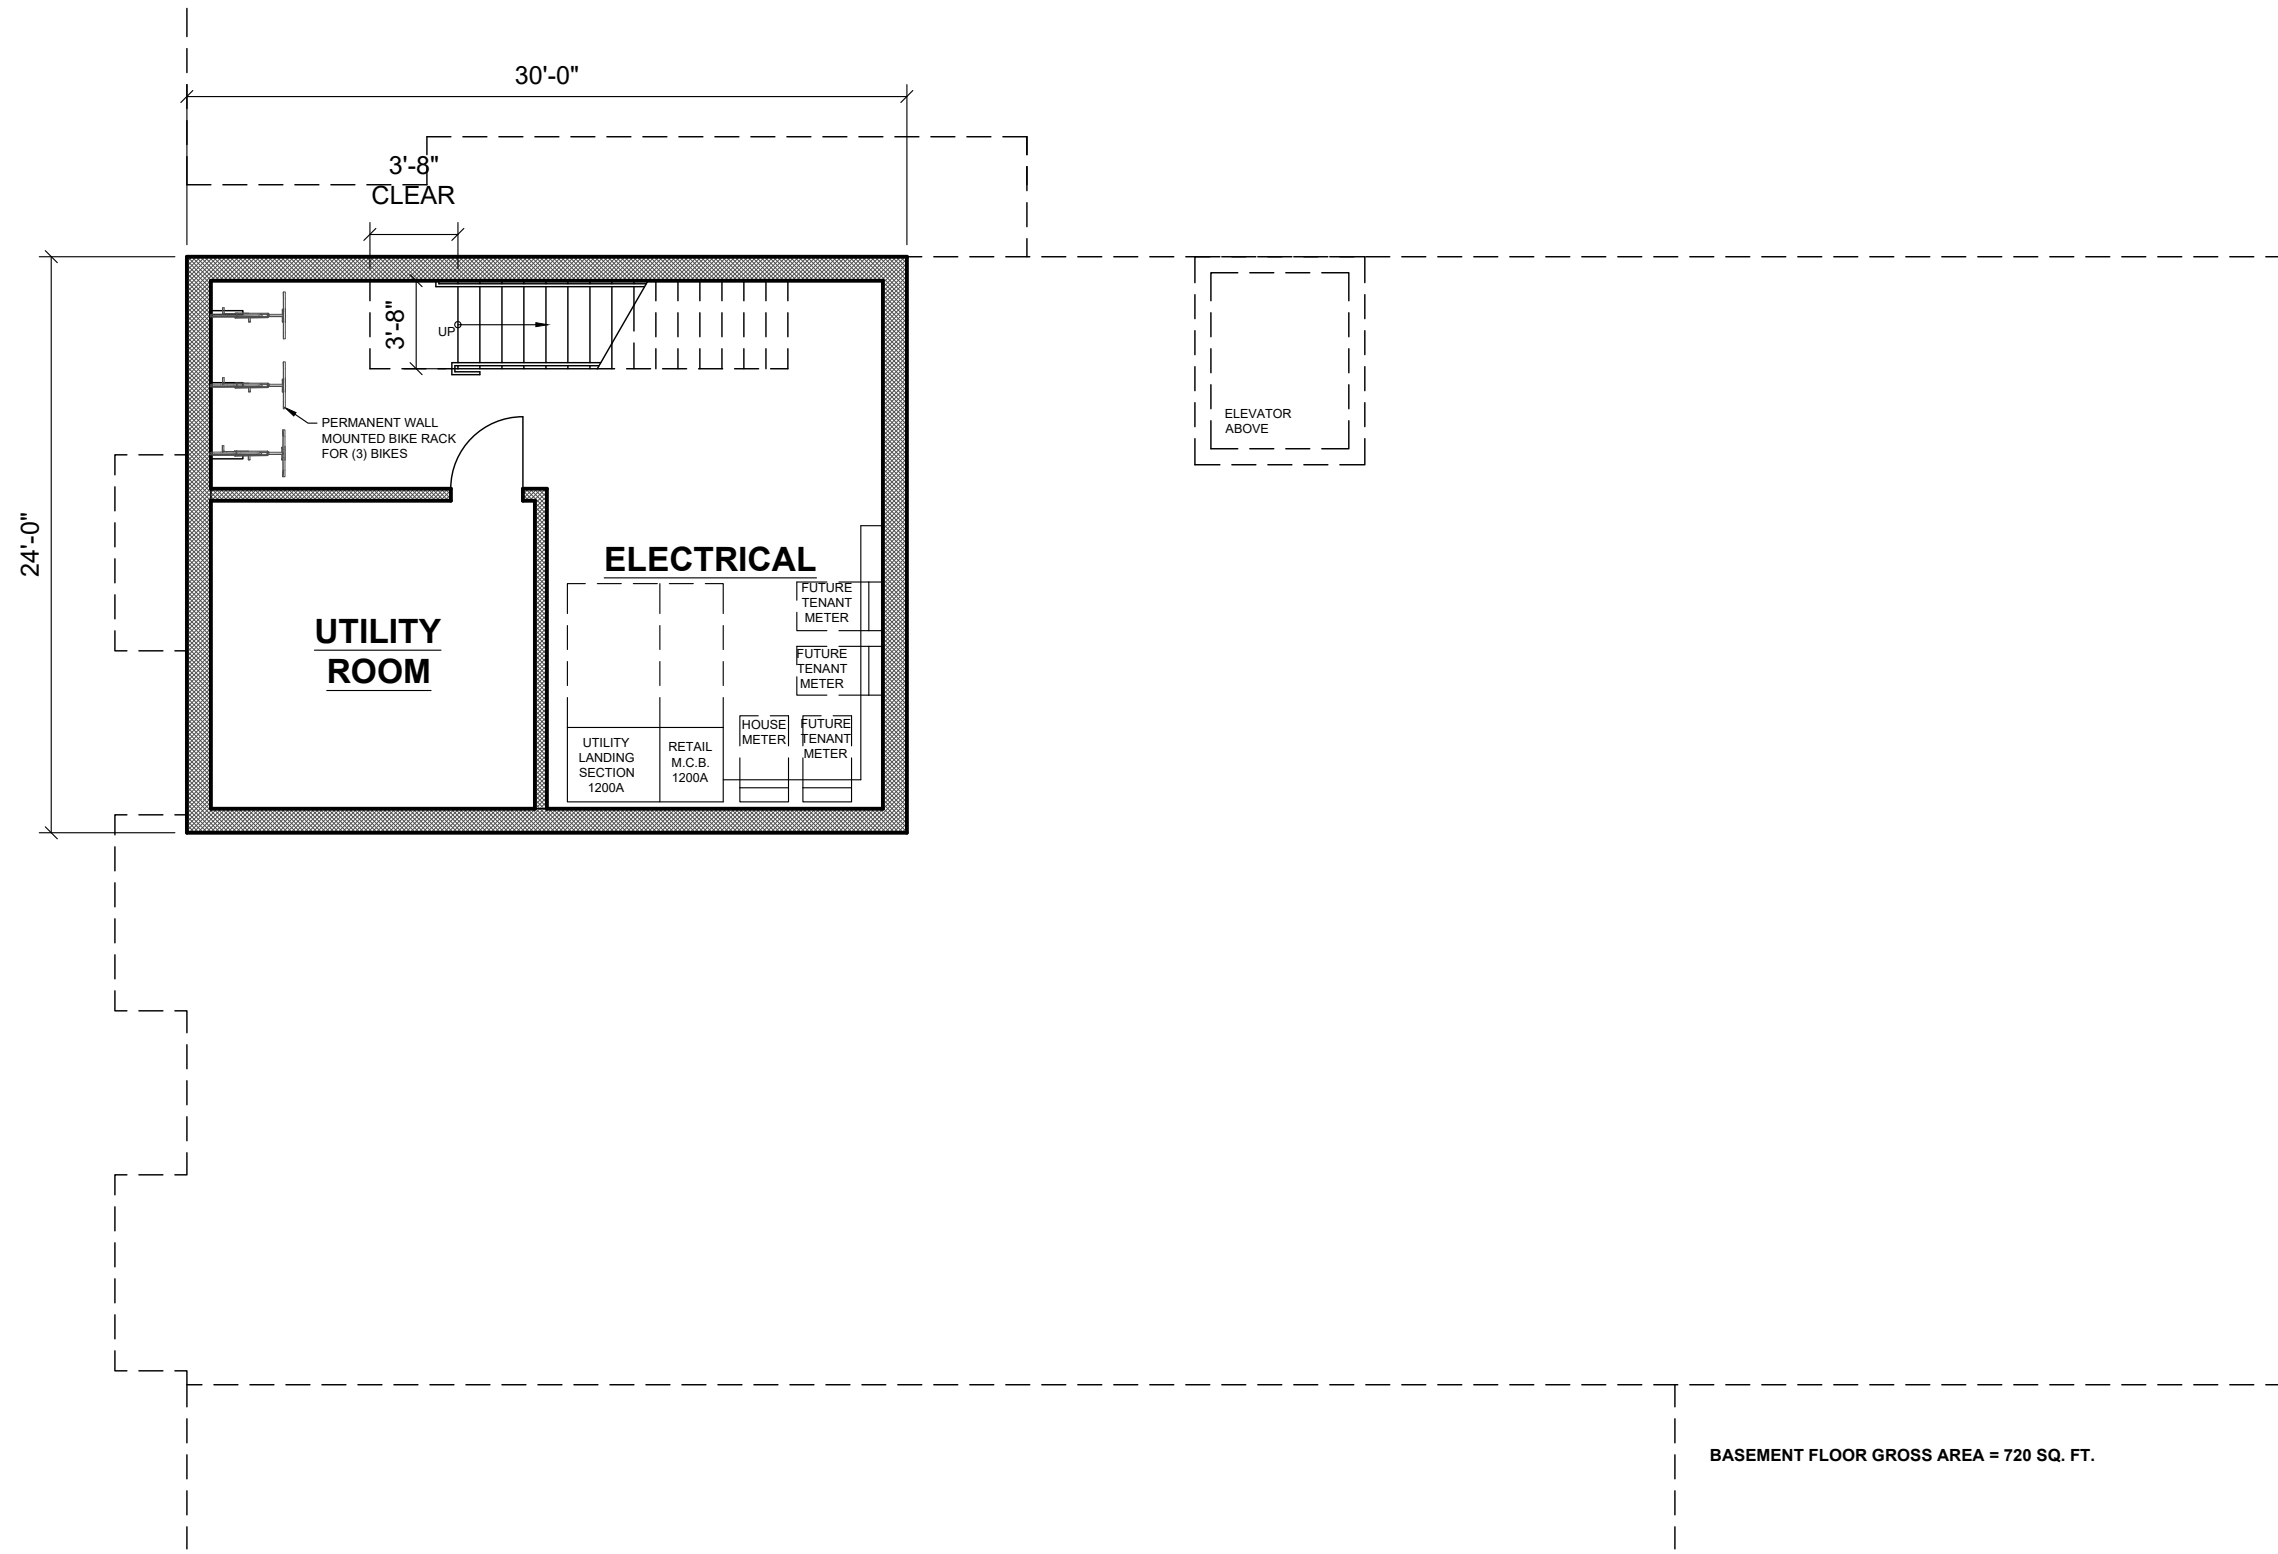 30'-0"
3'-8"
CLEAR
3'-8"
UP
24'-0"
PERMANENT WALL
MOUNTED BIKE RACK
FOR (3) BIKES
ELEVATOR
ABOVE
ELECTRICAL
UTILITY
ROOM
FUTURE
TENANT
METER
FUTURE
TENANT
METER
UTILITY
LANDING
SECTION
1200A
RETAIL
M.C.B.
1200A
HOUSE
METER
FUTURE
TENANT
METER
BASEMENT FLOOR GROSS AREA = 720 SQ. FT.